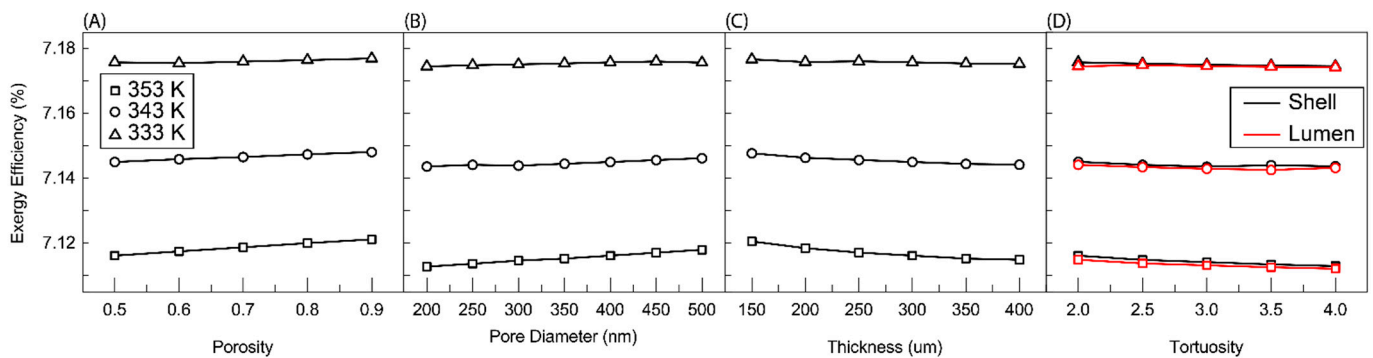 (A)
(B)
(C)
(D)
Exergy Efficiency (%)
7.18
7.16
7.14
7.12
353 K
343 K
333 K
Shell
Lumen
0.5 0.6 0.7 0.8 0.9
200 250 300 350 400 450 500
150 200 250 300 350 400
2.0 2.5 3.0 3.5 4.0
Porosity
Pore Diameter (nm)
Thickness (um)
Tortuosity